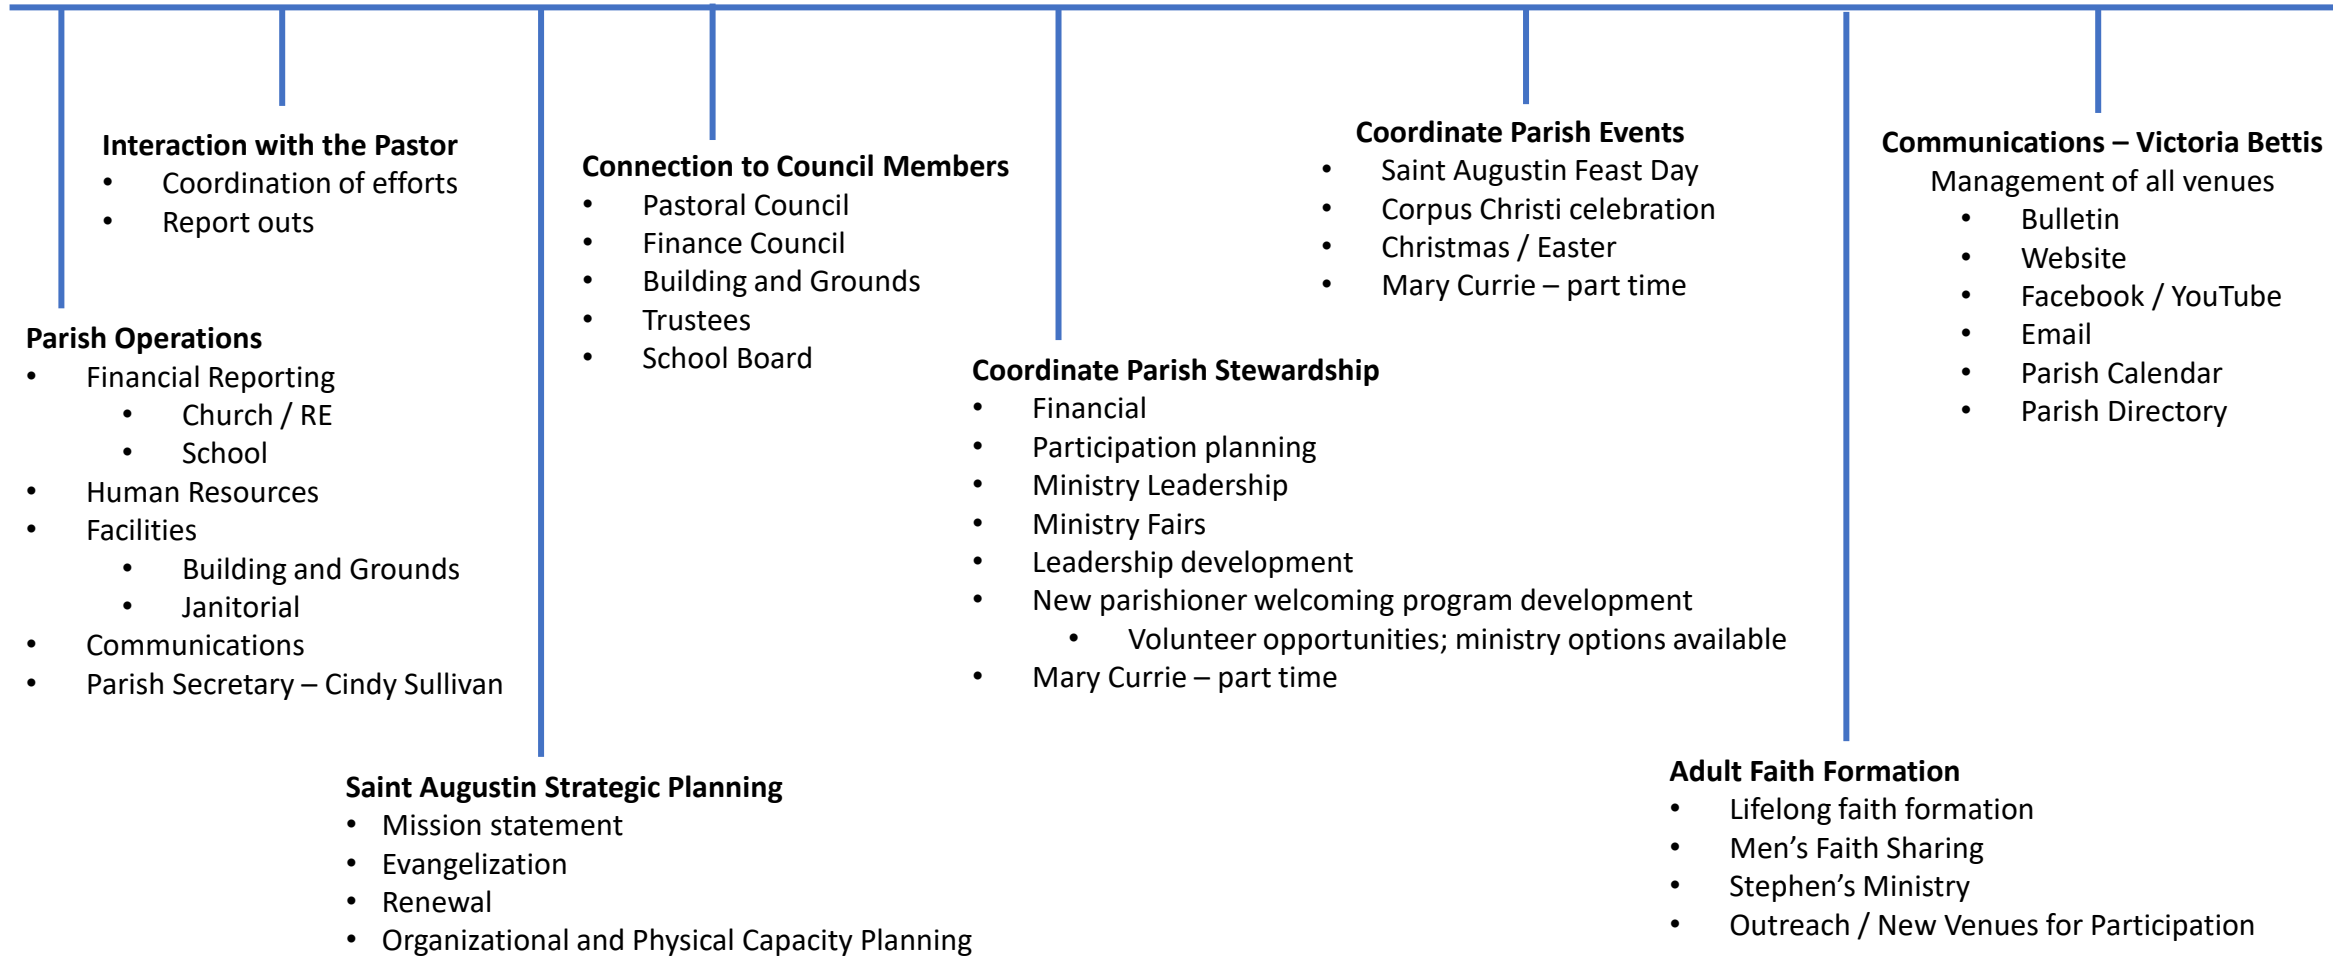 Interaction with the Pastor
• Coordination of efforts
• Report outs
Parish Operations
• Financial Reporting
• Church / RE
• School
• Human Resources
• Facilities
• Building and Grounds
• Janitorial
• Communications
• Parish Secretary – Cindy Sullivan
Saint Augustin Strategic Planning
• Mission statement
• Evangelization
• Renewal
• Organizational and Physical Capacity Planning
Connection to Council Members
• Pastoral Council
• Finance Council
• Building and Grounds
• Trustees
• School Board
Coordinate Parish Stewardship
• Financial
• Participation planning
• Ministry Leadership
• Ministry Fairs
• Leadership development
• New parishioner welcoming program development
• Volunteer opportunities; ministry options available
• Mary Currie – part time
Coordinate Parish Events
• Saint Augustin Feast Day
• Corpus Christi celebration
• Christmas / Easter
• Mary Currie – part time
Adult Faith Formation
• Lifelong faith formation
• Men’s Faith Sharing
• Stephen’s Ministry
• Outreach / New Venues for Participation
Communications – Victoria Bettis
Management of all venues
• Bulletin
• Website
• Facebook / YouTube
• Email
• Parish Calendar
• Parish Directory